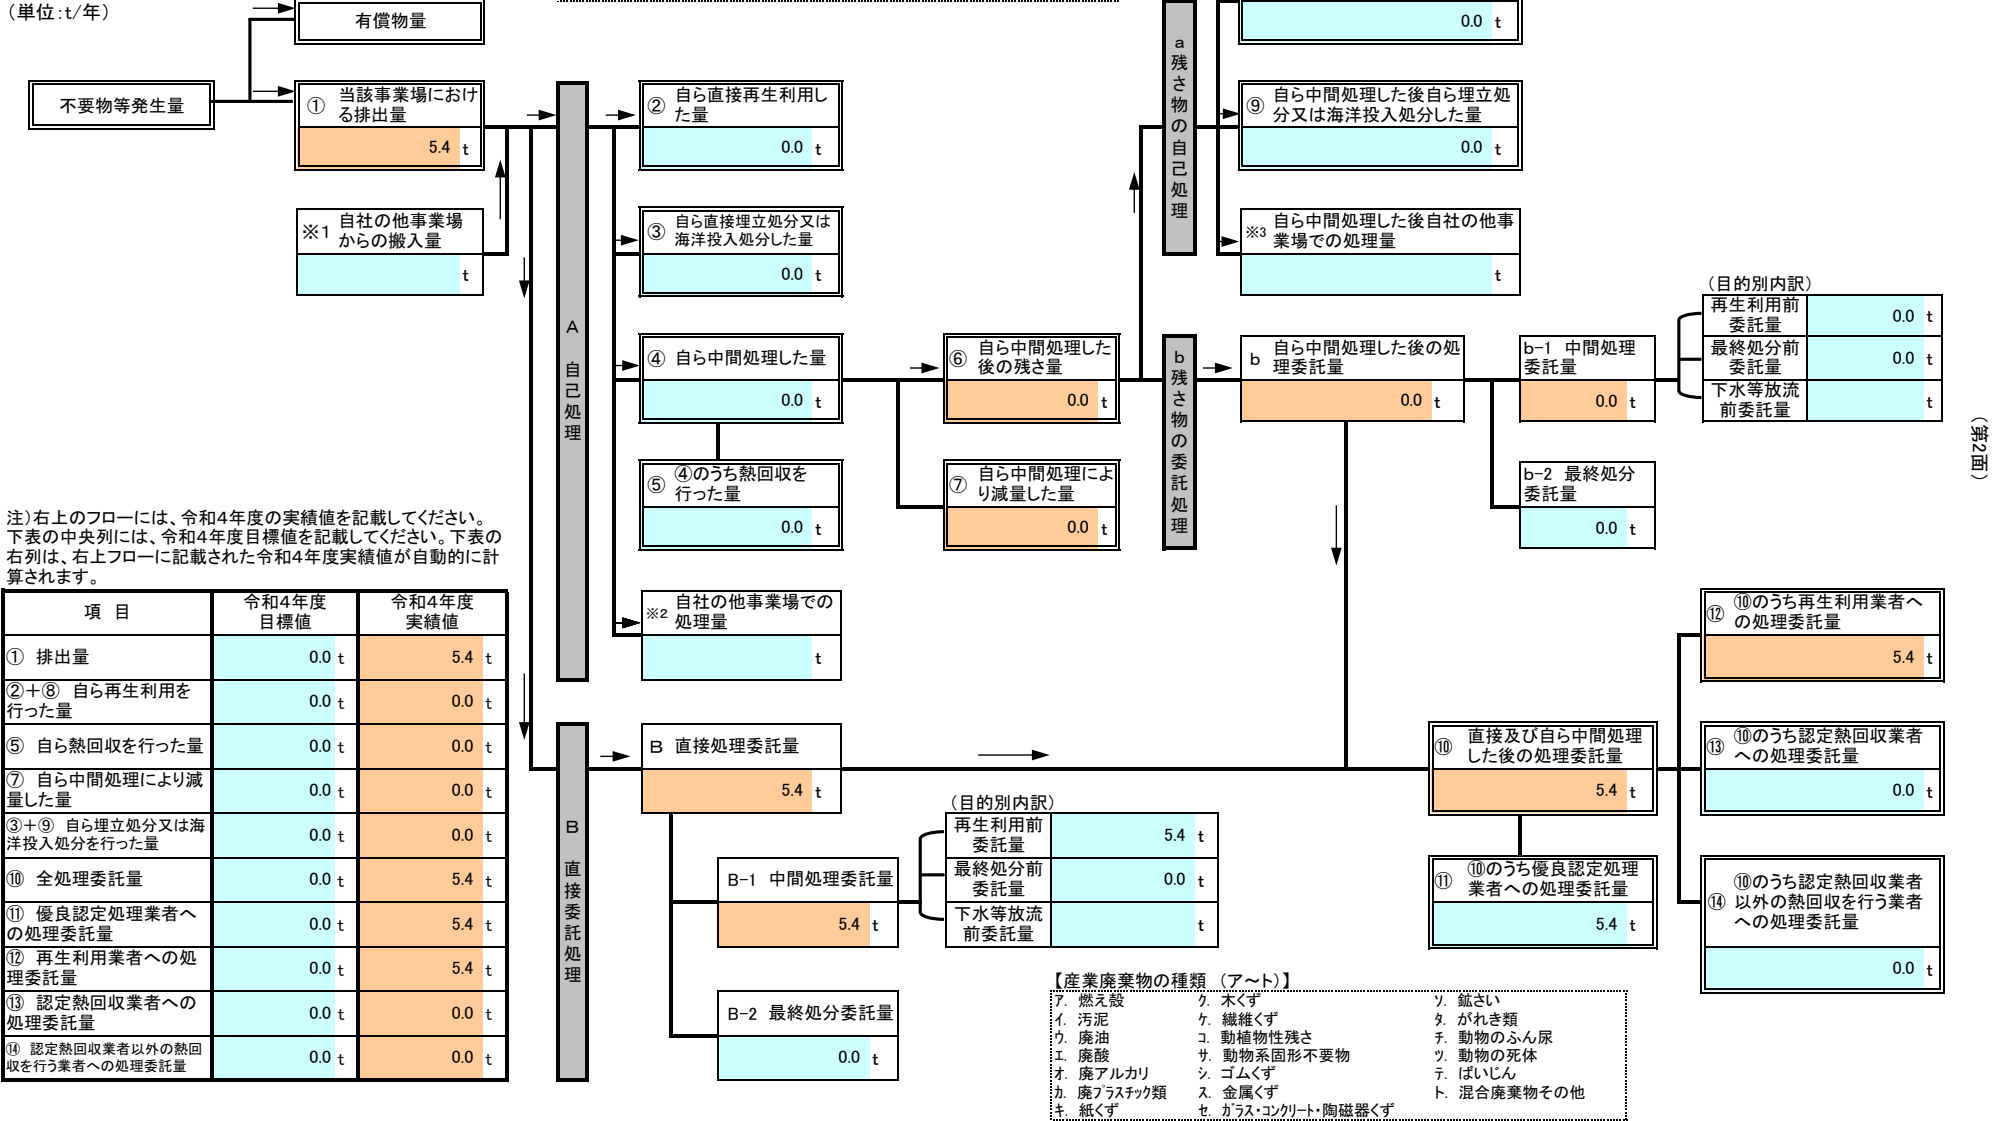 （単位:t/年）
有償物量
不要物等発生量
① 当該事業場におけ
る排出量
5.4 t
※1 自社の他事業場
からの搬入量
t
A 自己処理
② 自ら直接再生利用し
た量
0.0 t
③ 自ら直接埋立処分又は
海洋投入処分した量
0.0 t
④ 自ら中間処理した量
0.0 t
⑤ ④のうち熱回収を
行った量
0.0 t
※2 自社の他事業場での
処理量
t
⑥ 自ら中間処理した
後の残さ量
0.0 t
⑦ 自ら中間処理によ
り減量した量
0.0 t
a残さ物の自己処理
0.0 t
⑨ 自ら中間処理した後自ら埋立処
分又は海洋投入処分した量
0.0 t
※3 自ら中間処理した後自社の他事
業場での処理量
t
b残さ物の委託処理
b 自ら中間処理した後の処
理委託量
0.0 t
b-1 中間処理
委託量
0.0 t
b-2 最終処分
委託量
0.0 t
（目的別内訳）
再生利用前
委託量
0.0 t
最終処分前
委託量
0.0 t
下水等放流
前委託量
t
（第2面）
注）右上のフローには、令和4年度の実績値を記載してください。
下表の中央列には、令和4年度目標値を記載してください。下表の
右列は、右上フローに記載された令和4年度実績値が自動的に計
算されます。
項 目
令和4年度
目標値
令和4年度
実績値
① 排出量 0.0 t 5.4 t
②＋⑧ 自ら再生利用を
行った量 0.0 t 0.0 t
⑤ 自ら熱回収を行った量 0.0 t 0.0 t
⑦ 自ら中間処理により減
量した量 0.0 t 0.0 t
③＋⑨ 自ら埋立処分又は海
洋投入処分を行った量 0.0 t 0.0 t
⑩ 全処理委託量 0.0 t 5.4 t
⑪ 優良認定処理業者へ
の処理委託量 0.0 t 5.4 t
⑫ 再生利用業者への処
理委託量 0.0 t 5.4 t
⑬ 認定熱回収業者への
処理委託量 0.0 t 0.0 t
⑭ 認定熱回収業者以外の熱回
収を行う業者への処理委託量 0.0 t 0.0 t
B 直接委託処理
B 直接処理委託量
5.4 t
B-1 中間処理委託量
5.4 t
B-2 最終処分委託量
0.0 t
（目的別内訳）
再生利用前
委託量
5.4 t
最終処分前
委託量
0.0 t
下水等放流
前委託量
t
⑩ 直接及び自ら中間処理
した後の処理委託量
5.4 t
⑪ ⑩のうち優良認定処理
業者への処理委託量
5.4 t
⑫ ⑩のうち再生利用業者へ
の処理委託量
5.4 t
⑬ ⑩のうち認定熱回収業者
への処理委託量
0.0 t
⑭ ⑩のうち認定熱回収業者
以外の熱回収を行う業者
への処理委託量
0.0 t
【産業廃棄物の種類 （ア～ト）】
ア. 燃え殻
イ. 汚泥
ウ. 廃油
エ. 廃酸
オ. 廃アルカリ
カ. 廃プラスチック類
キ. 紙くず
ク. 木くず
ケ. 繊維くず
コ. 動植物性残さ
サ. 動物系固形不要物
シ. ゴムくず
ス. 金属くず
セ. ガラス・コンクリート・陶磁器くず
ソ. 鉱さい
タ. がれき類
チ. 動物のふん尿
ツ. 動物の死体
テ. ばいじん
ト. 混合廃棄物その他